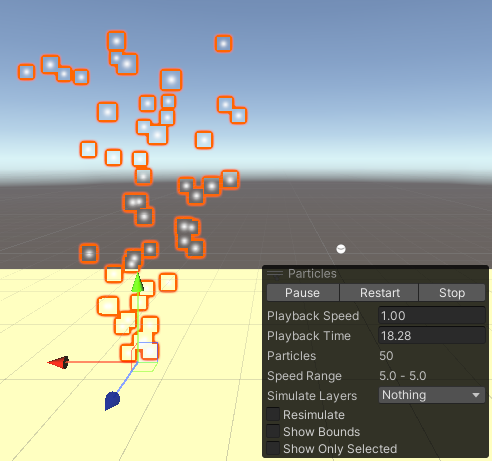 Particles
Pause Restart Stop
Playback Speed 1.00
Playback Time 18.28
Particles 50
Speed Range 5.0 - 5.0
Simulate Layers Nothing
Resimulate
Show Bounds
Show Only Selected